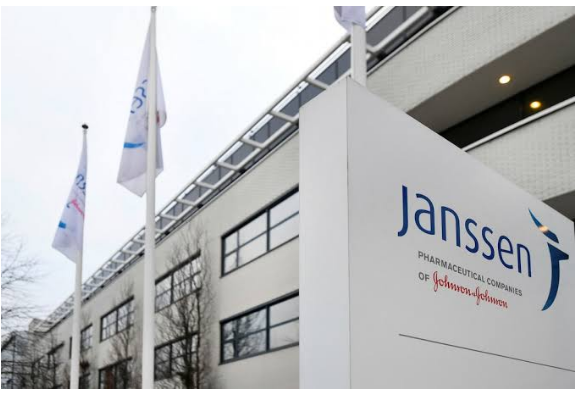 Janssen
PHARMACEUTICAL COMPANIES
OF Johnson & Johnson